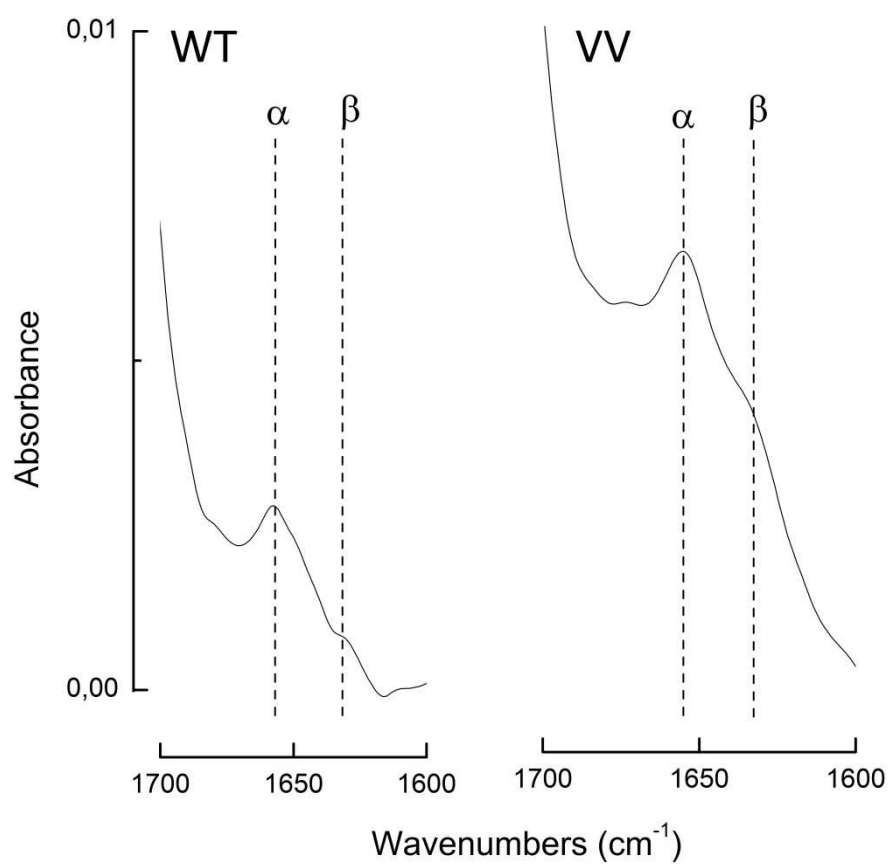 0,01
WT
VV
α
β
α
β
Absorbance
0,00
1700
1650
1600
1700
1650
1600
Wavenumbers (cm⁻¹)